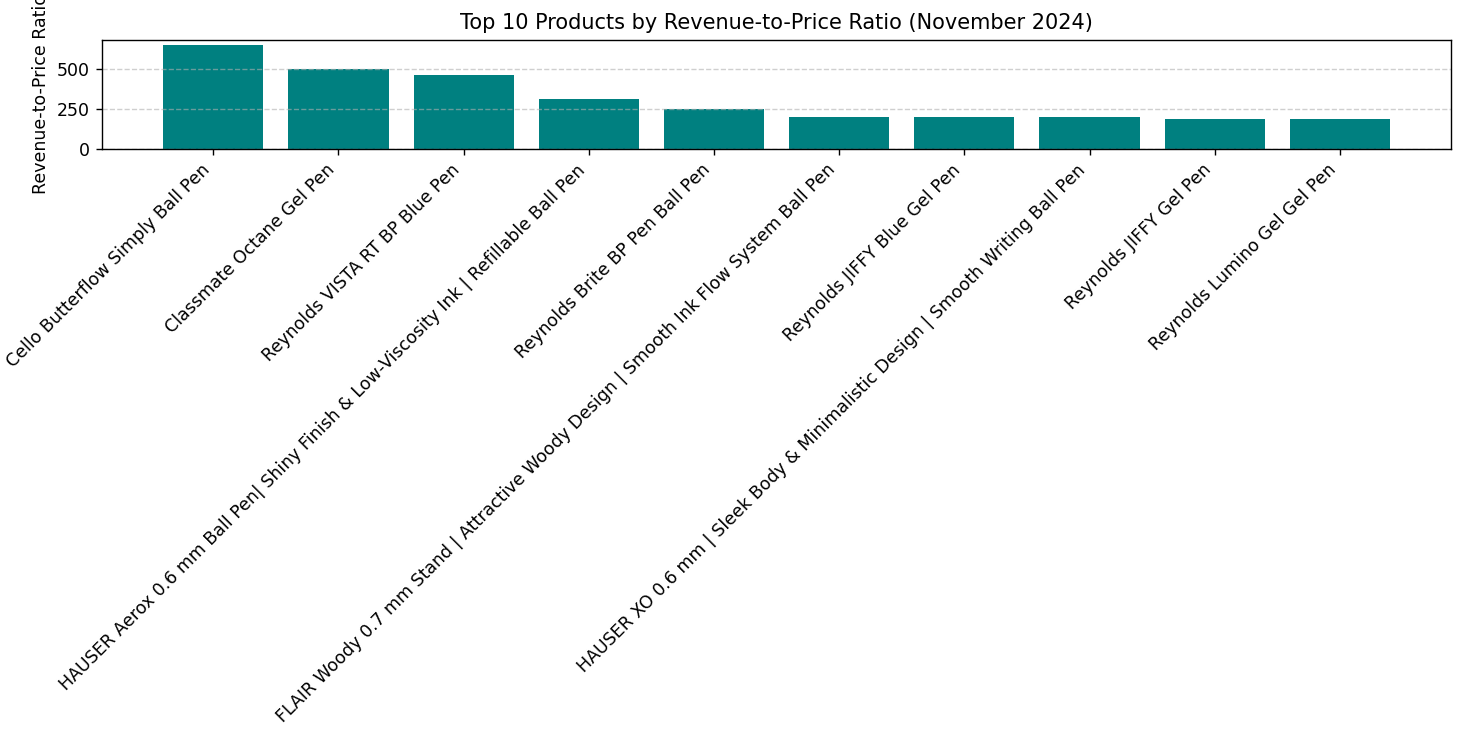 Top 10 Products by Revenue-to-Price Ratio (November 2024)
Revenue-to-Price Ratio
500
250
0
Cello Butterflow Simply Ball Pen
Classmate Octane Gel Pen
Reynolds VISTA RT BP Blue Pen
HAUSER Aerox 0.6 mm Ball Pen| Shiny Finish & Low-Viscosity Ink | Refillable Ball Pen
Reynolds Brite BP Pen Ball Pen
FLAIR Woody 0.7 mm Stand | Attractive Woody Design | Smooth Ink Flow System Ball Pen
Reynolds JIFFY Blue Gel Pen
HAUSER XO 0.6 mm | Sleek Body & Minimalistic Design | Smooth Writing Ball Pen
Reynolds JIFFY Gel Pen
Reynolds Lumino Gel Gel Pen